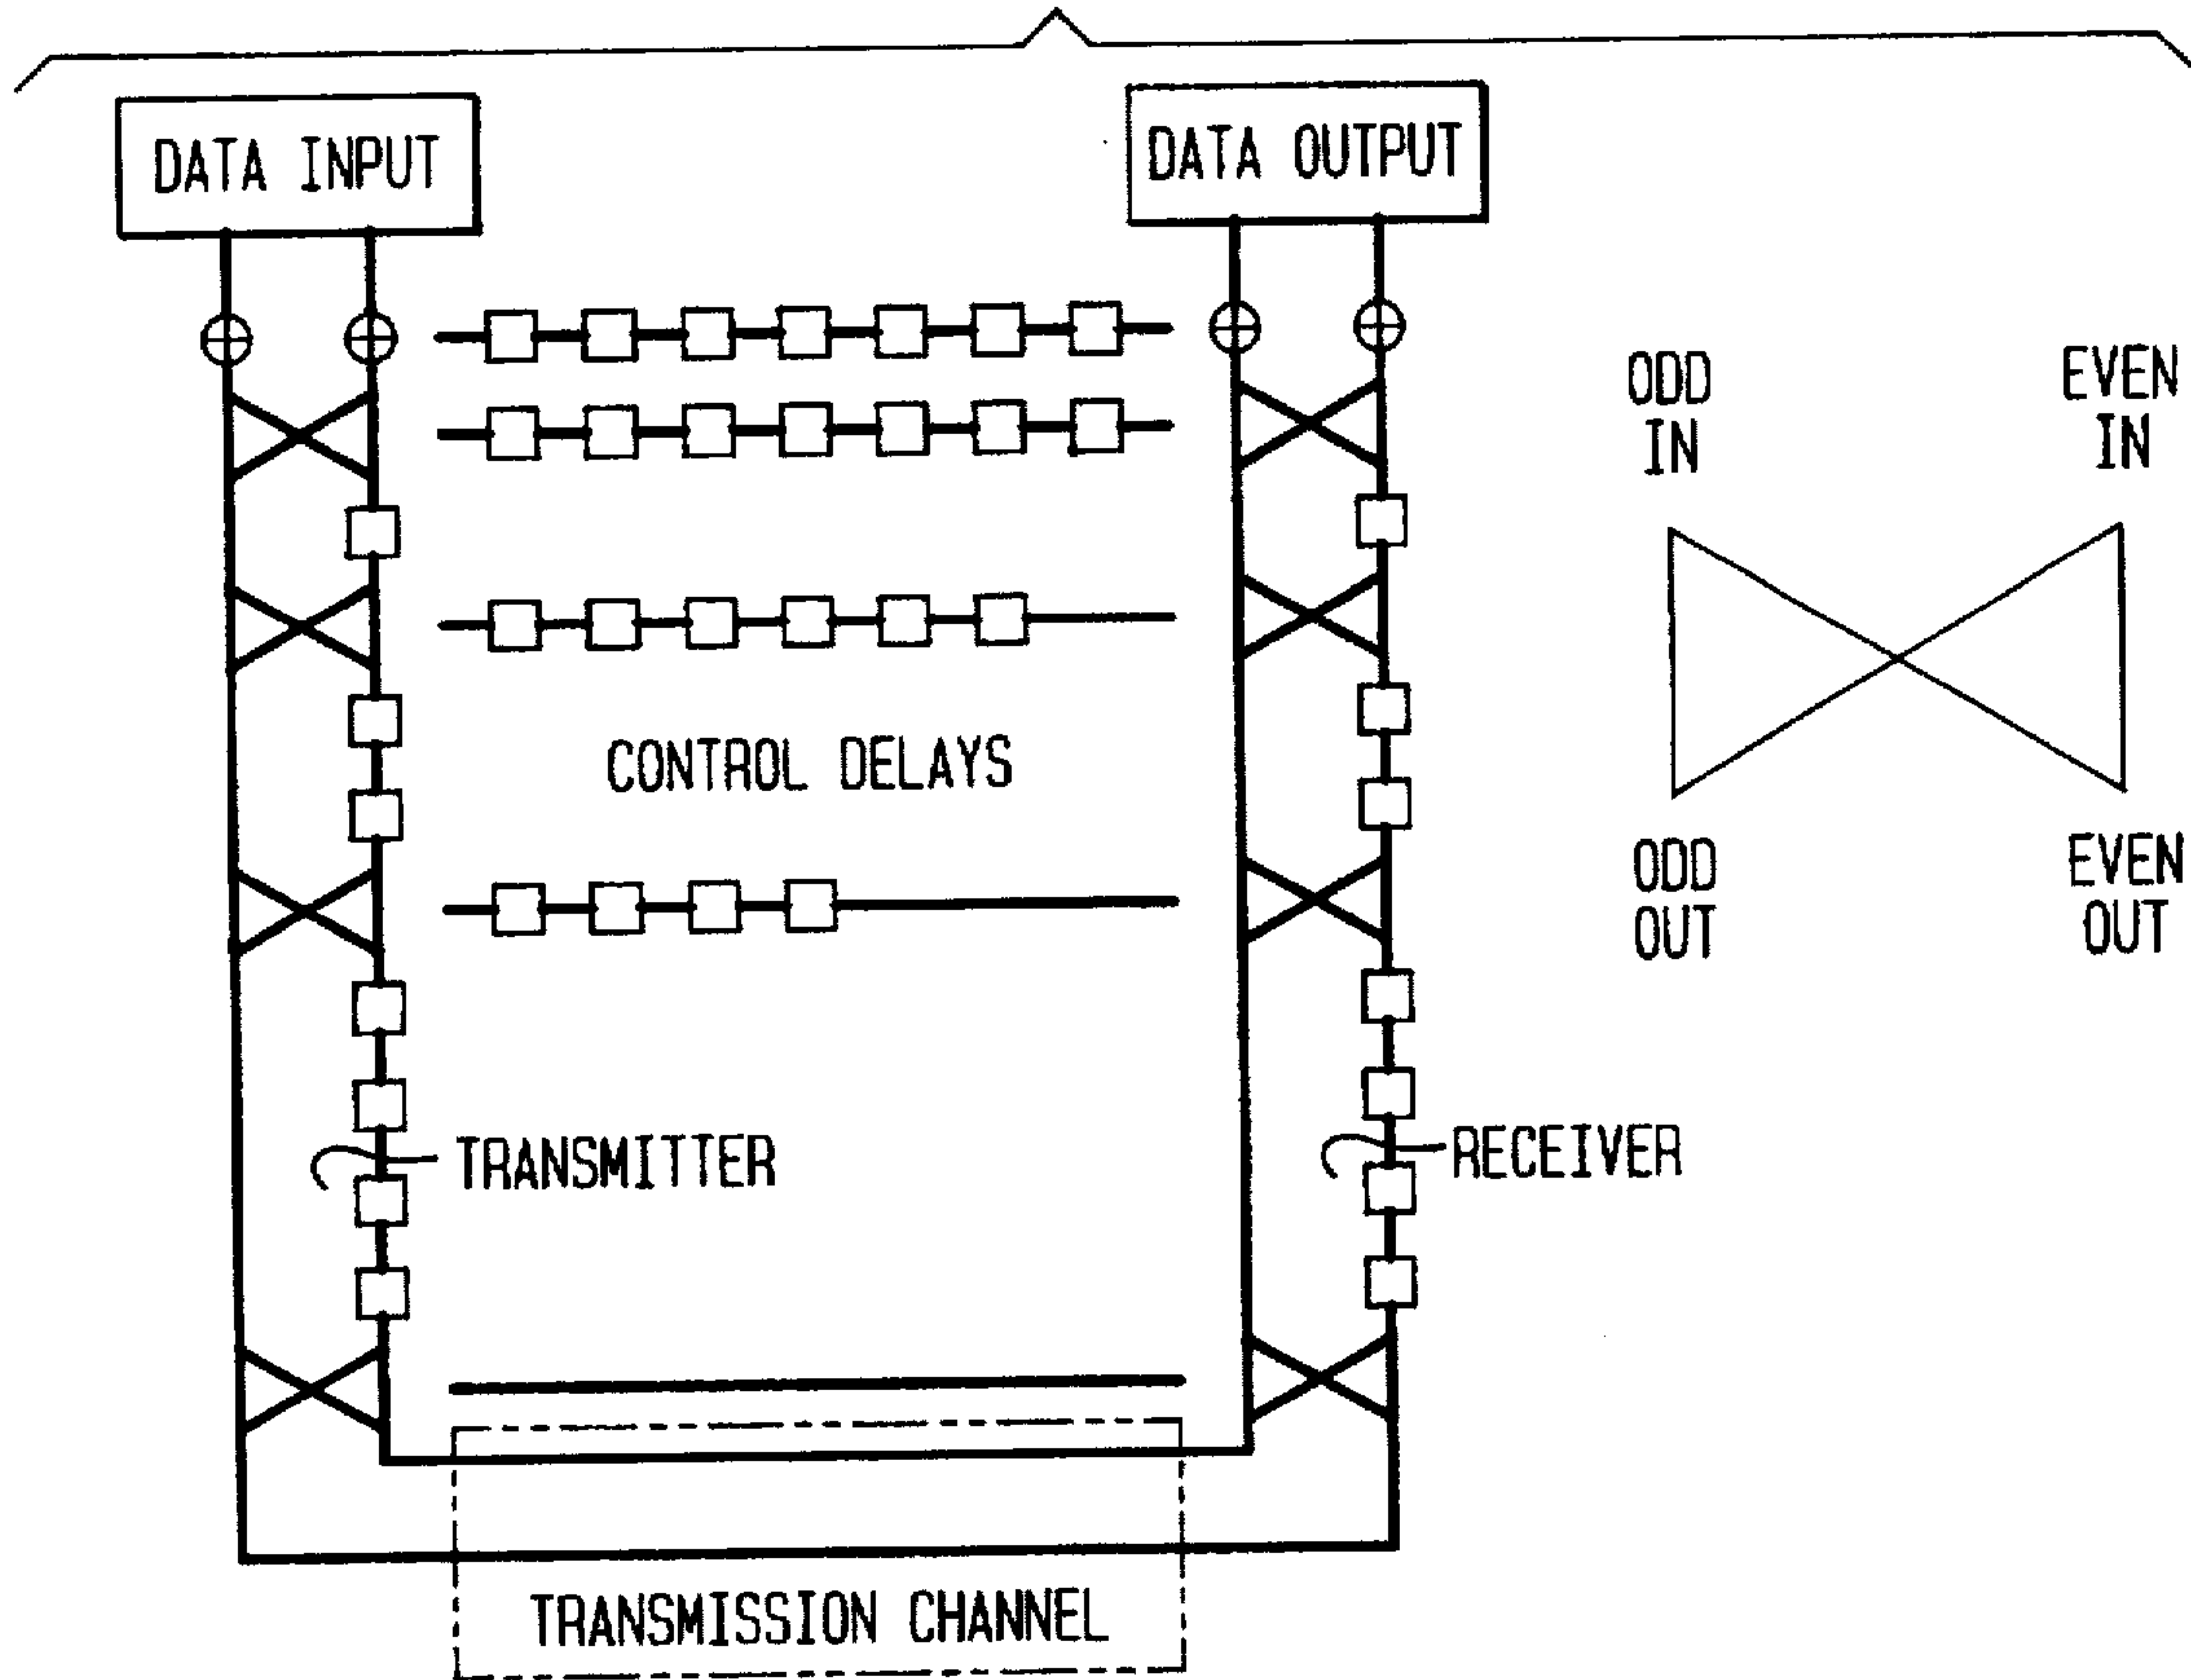 DATA INPUT
DATA OUTPUT
ODD
IN
EVEN
IN
CONTROL DELAYS
ODD
OUT
EVEN
OUT
TRANSMITTER
RECEIVER
TRANSMISSION CHANNEL